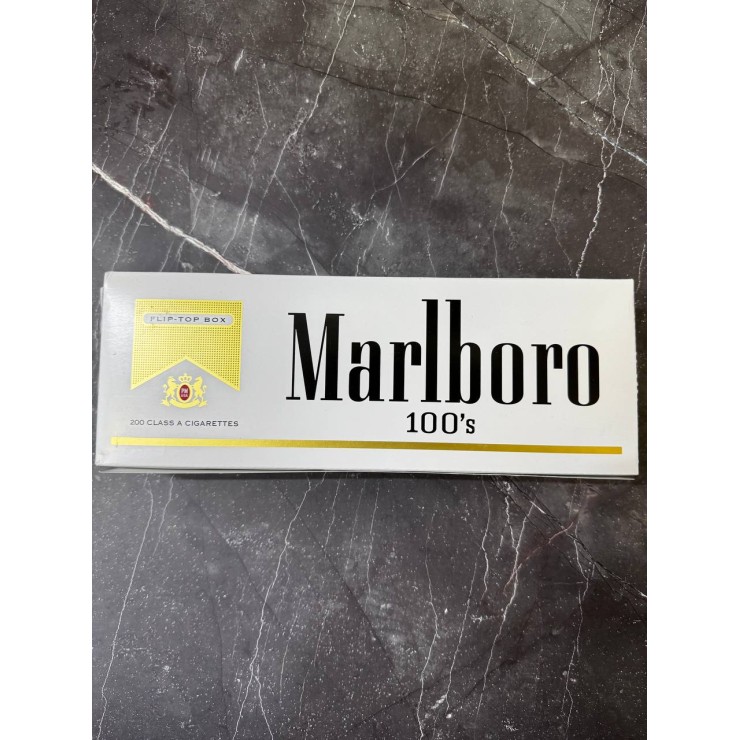 FLIP-TOP BOX
200 CLASS A CIGARETTES
Marlboro
100's